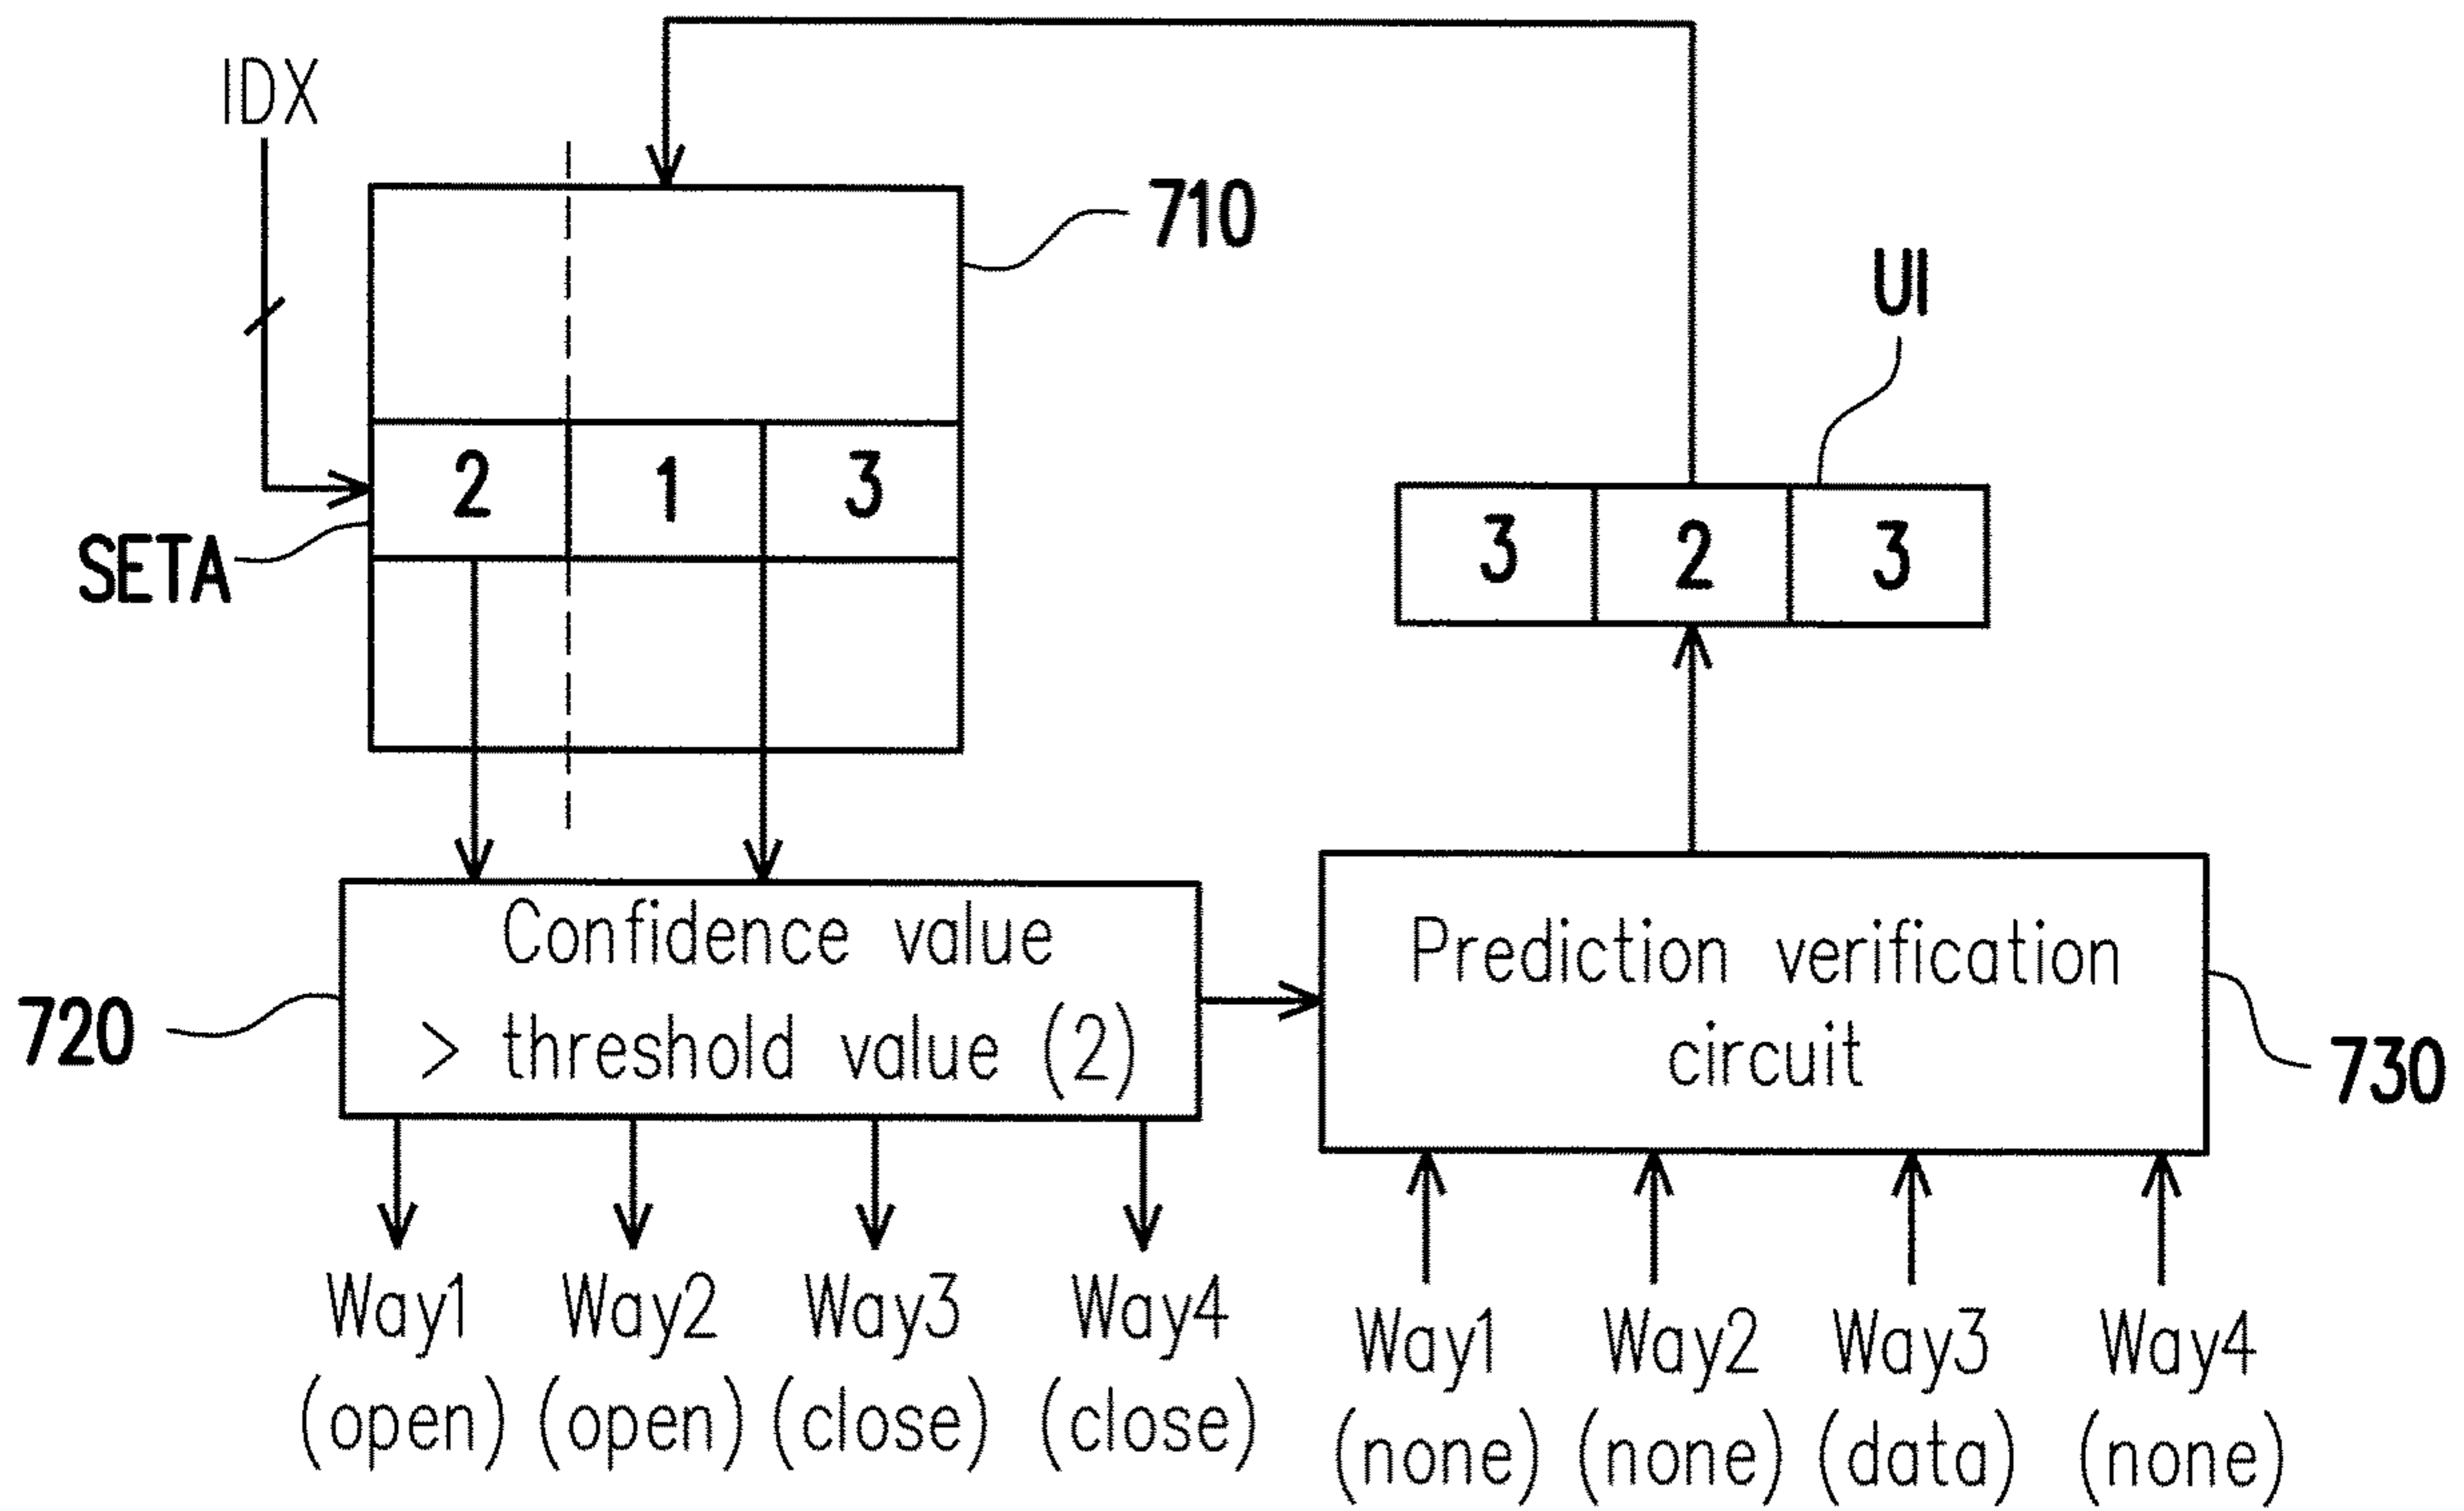 IDX
710
UI
2 1 3
SETA
3 2 3
Confidence value
> threshold value (2)
720
Prediction verification
circuit
730
Way1 Way2 Way3 Way4
(open) (open) (close) (close)
Way1 Way2 Way3 Way4
(none) (none) (data) (none)